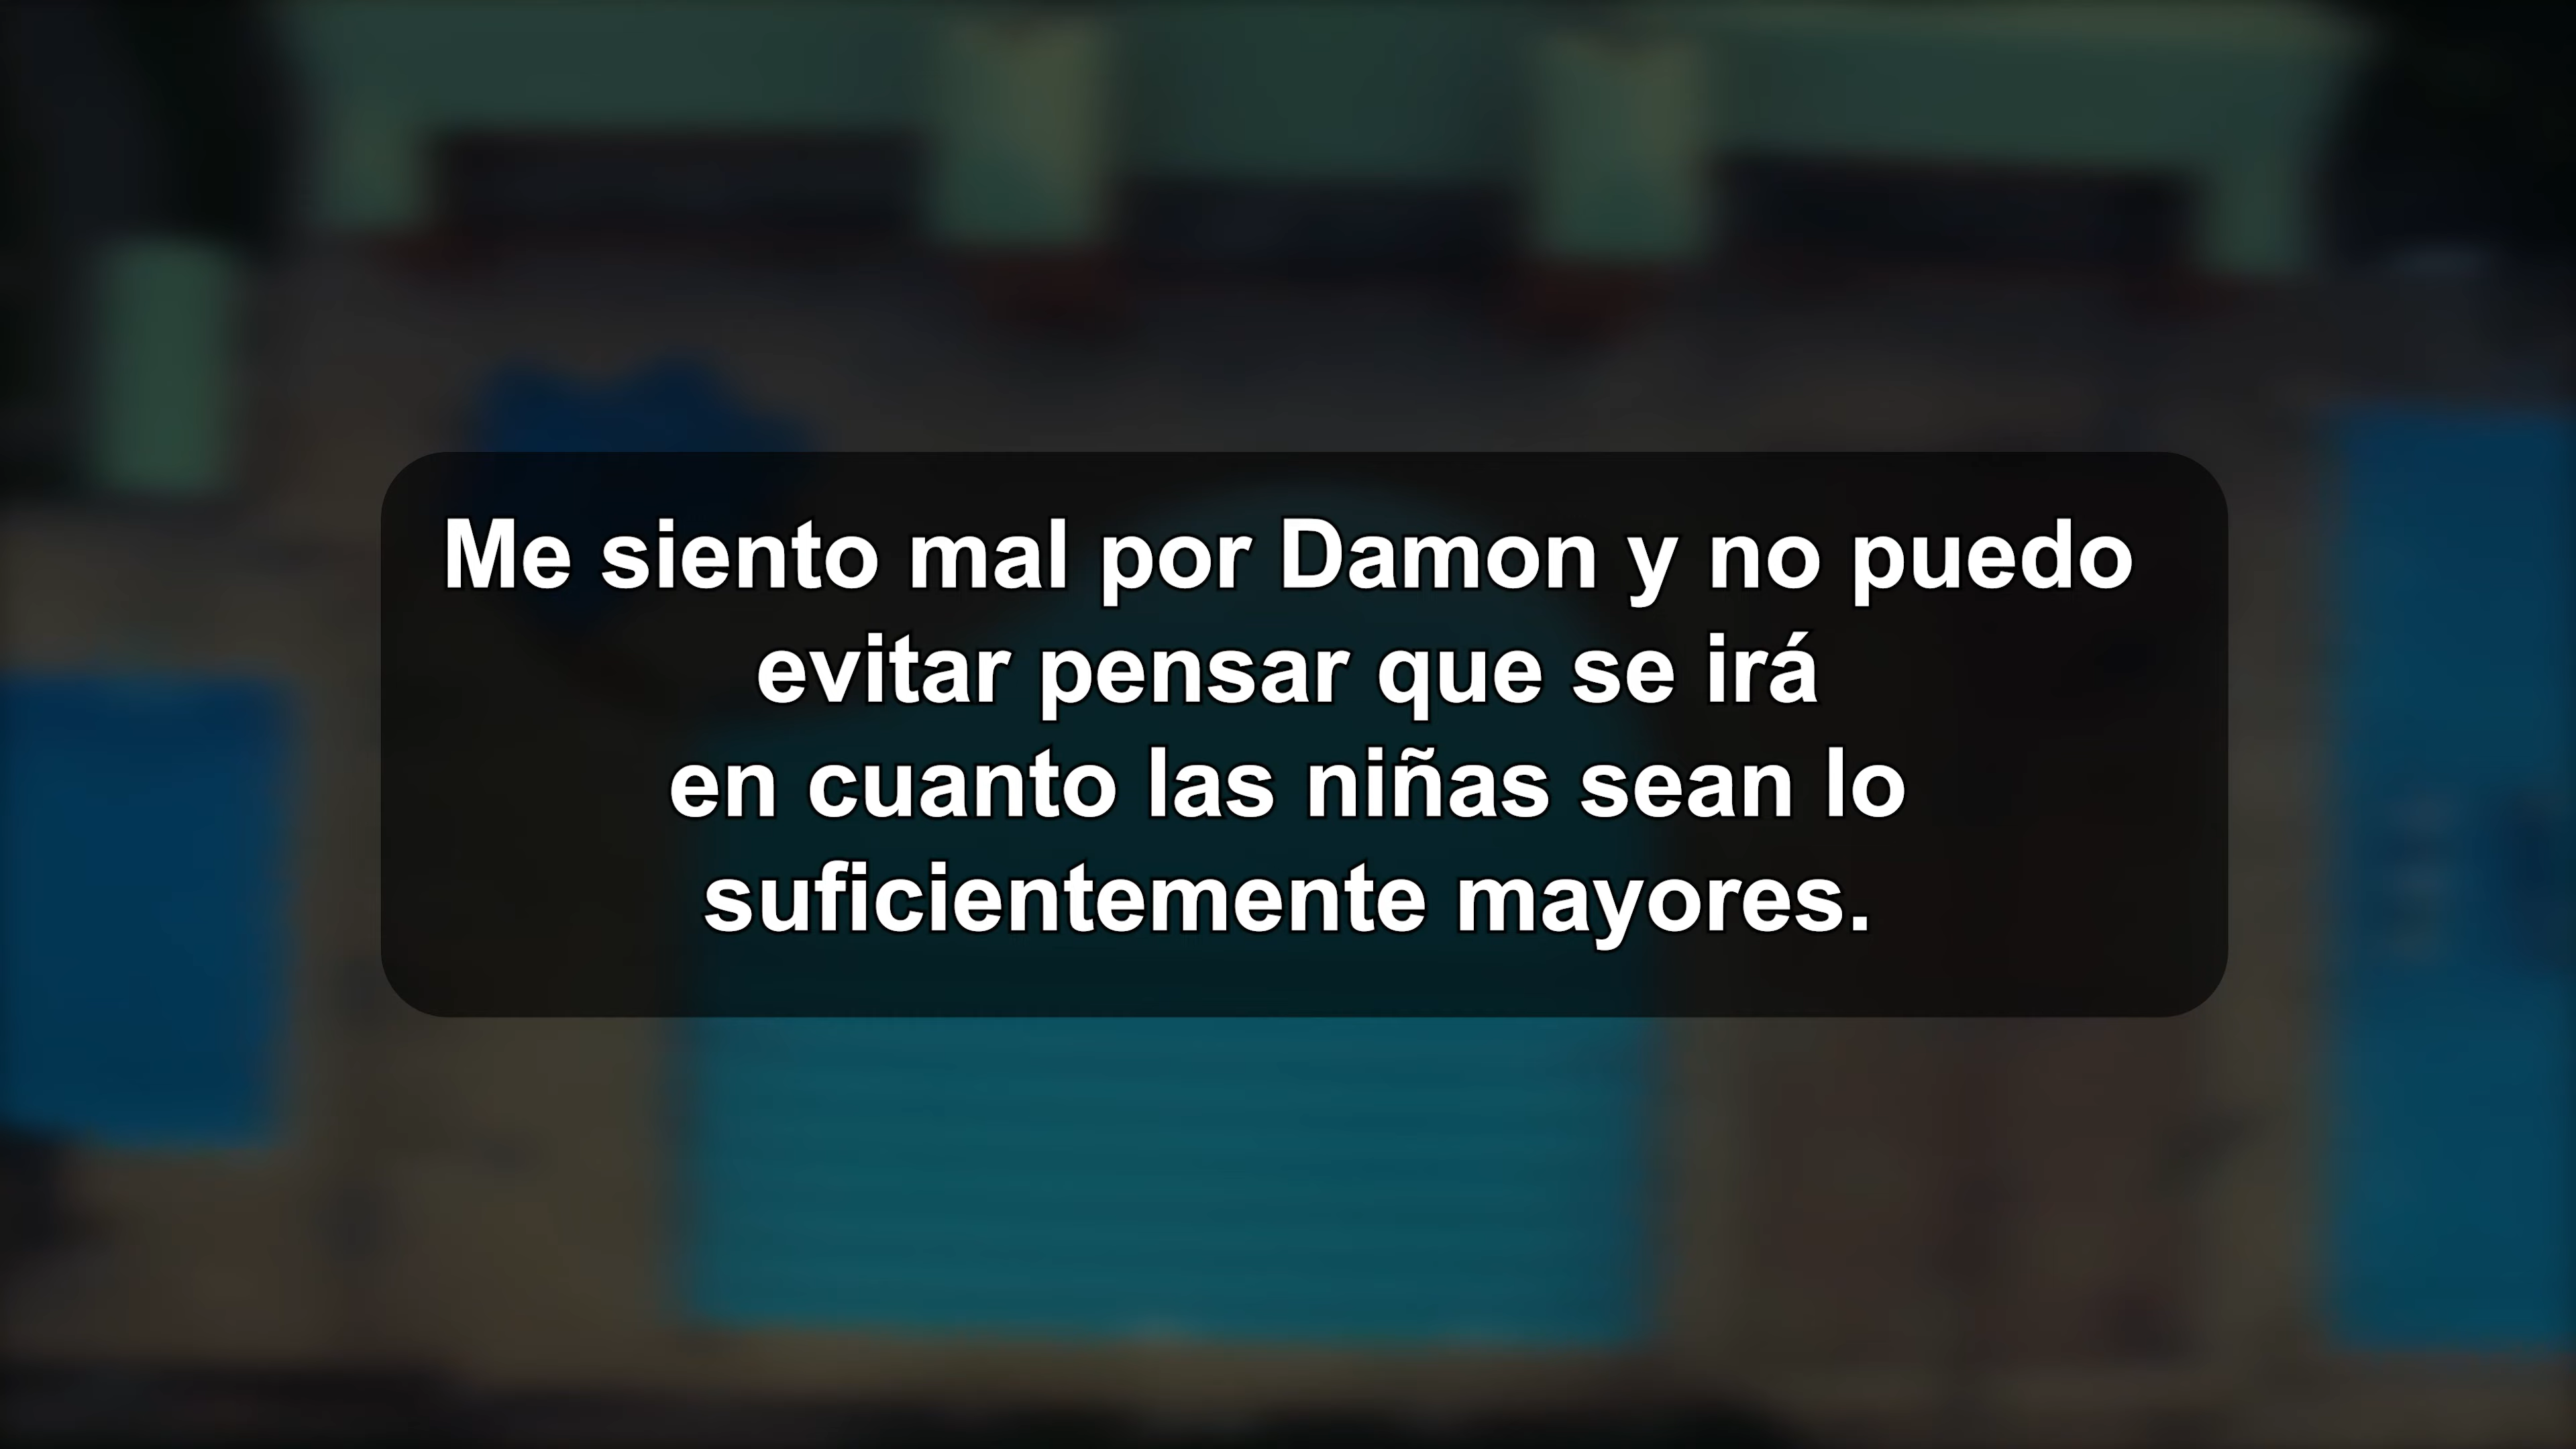 Me siento mal por Damon y no puedo
evitar pensar que se irá
en cuanto las niñas sean lo
suficientemente mayores.